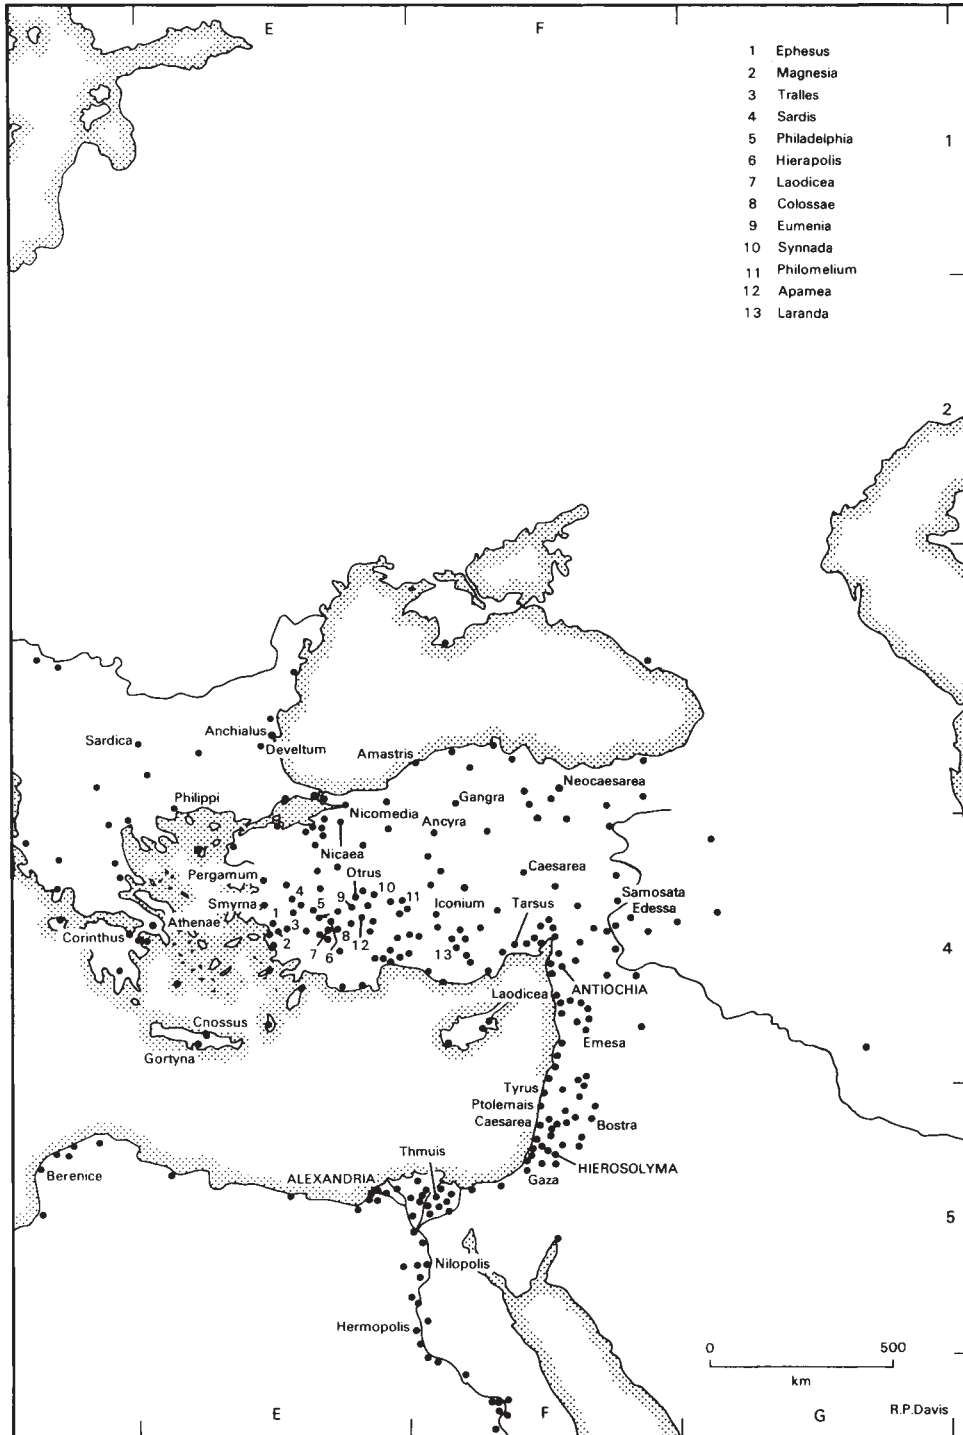 E
F
1 Ephesus
2 Magnesia
3 Tralles
4 Sardis
5 Philadelphia
6 Hierapolis
7 Laodicea
8 Colossae
9 Eumenia
10 Synnada
11 Philomelium
12 Apamea
13 Laranda
1
2
Anchialus
Sardica
Develtum
Amastris
Neocaesarea
Philippi
Gangra
Nicomedia
Ancyra
Nicaea
Otrus
Caesarea
Pergamum
10
Samosata
9
11
4
Smyrna
5
Iconium
Tarsus
Edessa
1
Athenae
3
8
Corinthus
2
12
13
4
7
6
ANTIOCHIA
Laodicea
Cnossus
Emesa
Gortyna
Tyrus
Ptolemais
Caesarea
Bostra
Thmuis
HIEROSOLYMA
Berenice
ALEXANDRIA
Gaza
5
Nilopolis
Hermopolis
0 500
km
E
F
G
R.P.Davis